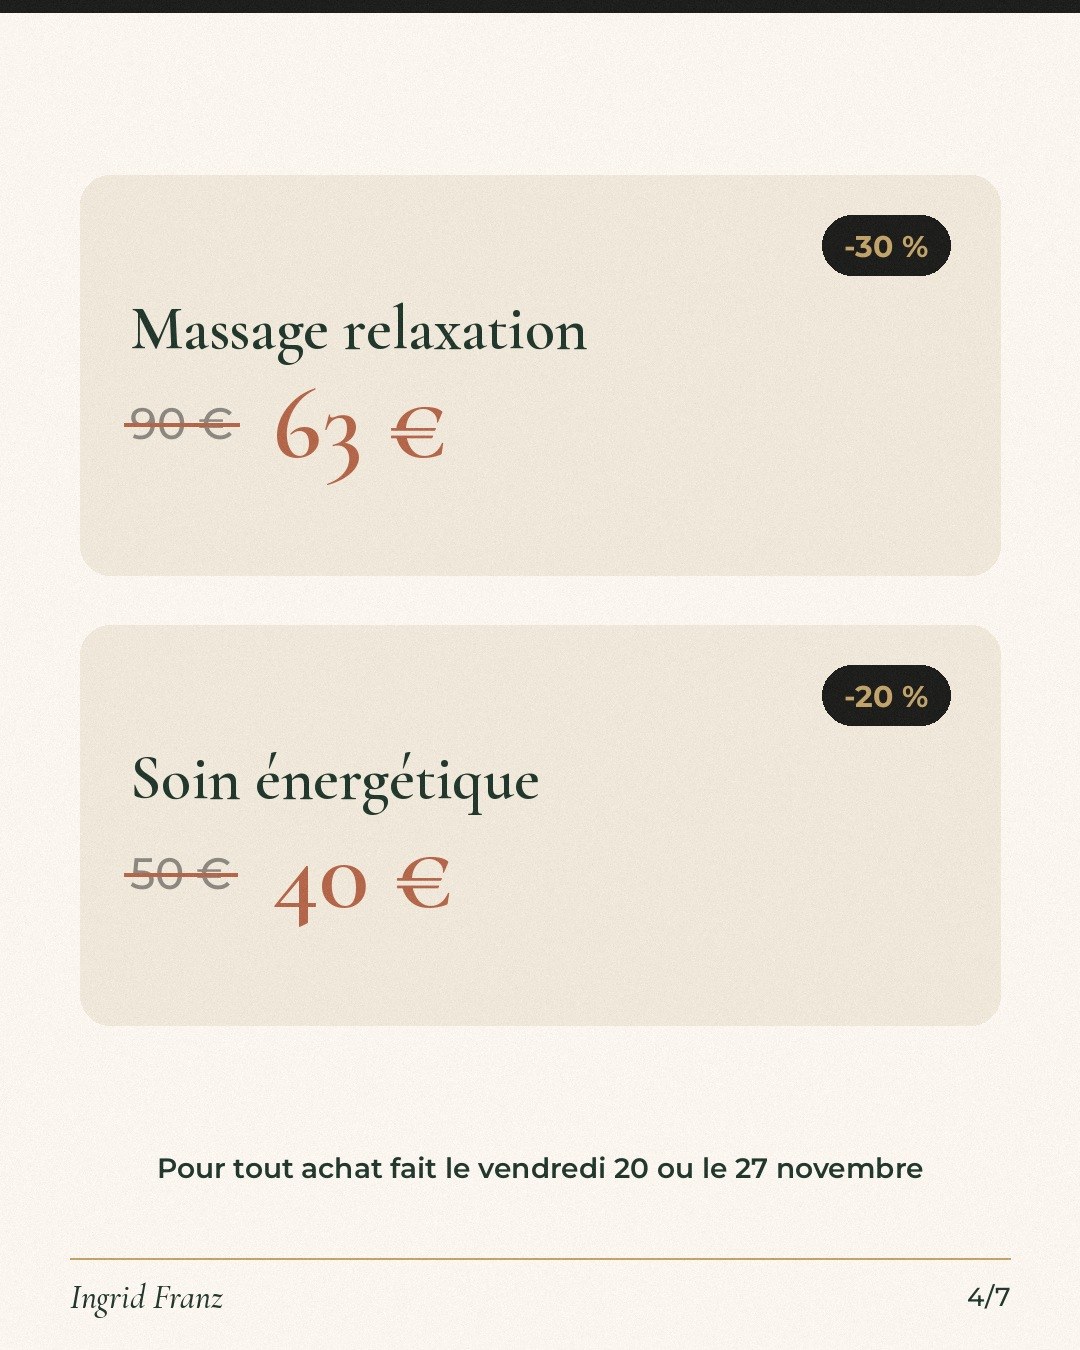 -30 %
Massage relaxation
90 € 63 €
-20 %
Soin énergétique
50 € 40 €
Pour tout achat fait le vendredi 20 ou le 27 novembre
Ingrid Franz
4/7